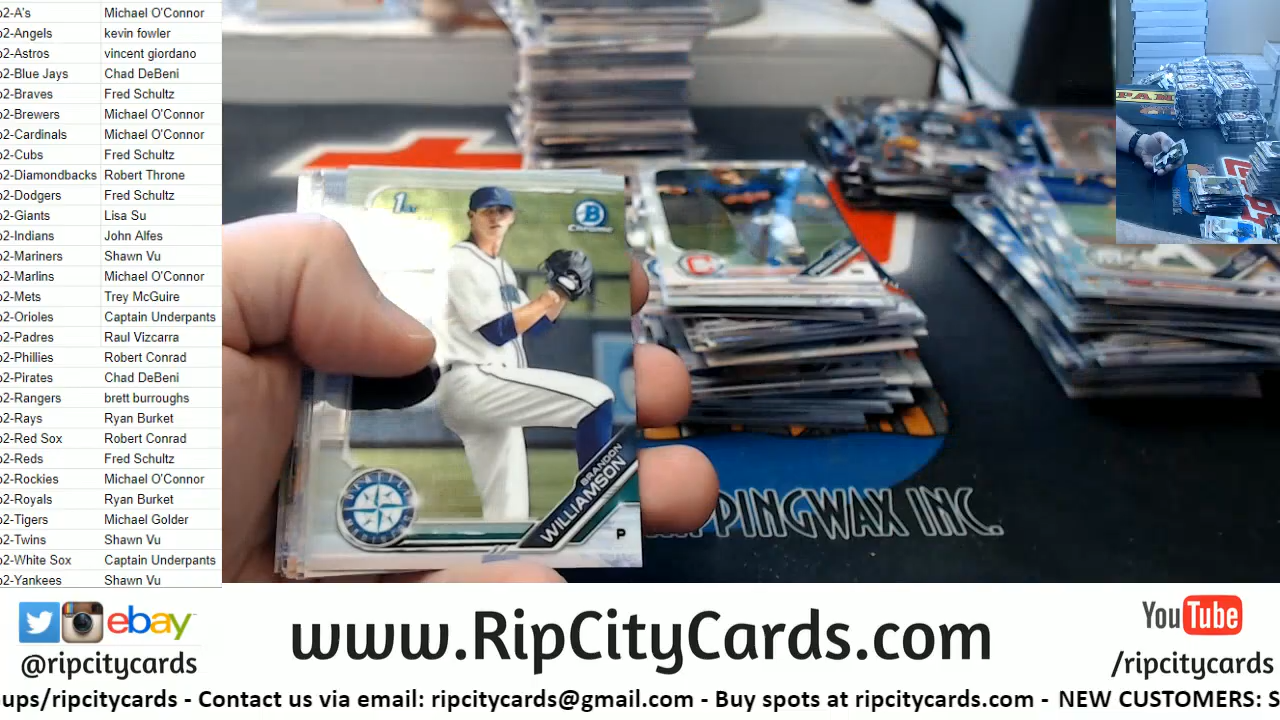 o2-A's Michael O'Connor
o2-Angels kevin fowler
o2-Astros vincent giordano
o2-Blue Jays Chad DeBeni
o2-Braves Fred Schultz
o2-Brewers Michael O'Connor
o2-Cardinals Michael O'Connor
o2-Cubs Fred Schultz
o2-Diamondbacks Robert Throne
o2-Dodgers Fred Schultz
o2-Giants Lisa Su
o2-Indians John Alfes
o2-Mariners Shawn Vu
o2-Marlins Michael O'Connor
o2-Mets Trey McGuire
o2-Orioles Captain Underpants
o2-Padres Raul Vizcarra
o2-Phillies Robert Conrad
o2-Pirates Chad DeBeni
o2-Rangers brett burroughs
o2-Rays Ryan Burket
o2-Red Sox Robert Conrad
o2-Reds Fred Schultz
o2-Rockies Michael O'Connor
o2-Royals Ryan Burket
o2-Tigers Michael Golder
o2-Twins Shawn Vu
o2-White Sox Captain Underpants
o2-Yankees Shawn Vu
1st
B
CHROME
SEATTLE
BRANDON
WILLIAMSON
P
C
PPINGWAX INC.
PANI
ebay
@ripcitycards
www.RipCityCards.com
YouTube
/ripcitycards
oups/ripcitycards - Contact us via email: ripcitycards@gmail.com - Buy spots at ripcitycards.com - NEW CUSTOMERS: S